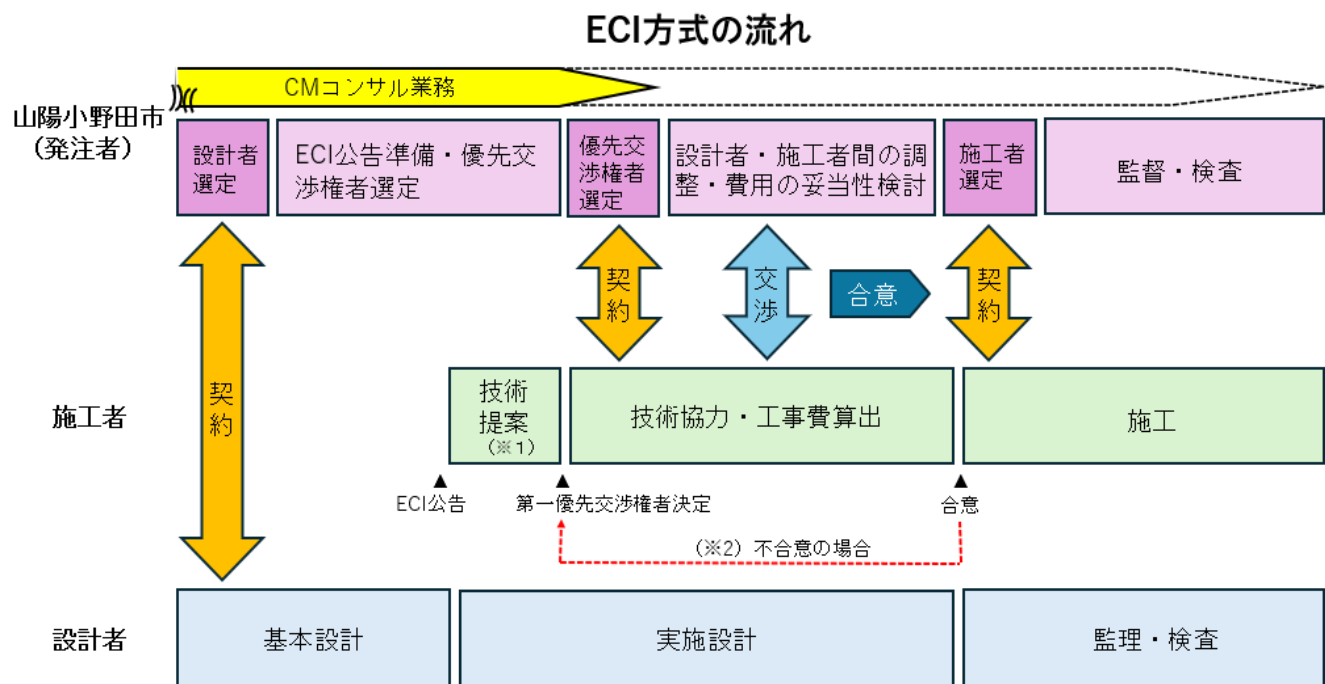 ECI方式の流れ
CMコンサル業務
山陽小野田市
（発注者）
設計者
選定
ECI公告準備・優先交
渉権者選定
優先交
渉権者
選定
設計者・施工者間の調
整・費用の妥当性検討
施工者
選定
監督・検査
契約
契約
交渉
合意
契約
施工者
技術
提案
（※1）
技術協力・工事費算出
施工
▲
ECI公告
▲
第一優先交渉権者決定
▲
合意
（※2）不合意の場合
設計者
基本設計
実施設計
監理・検査